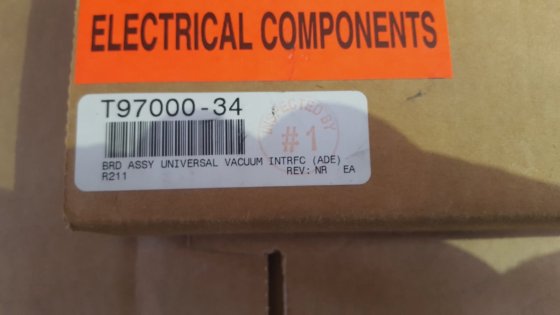 ELECTRICAL COMPONENTS
T97000-34
INSPECTED BY
#1
BRD ASSY UNIVERSAL VACUUM INTRFC (ADE)
R211 REV: NR EA